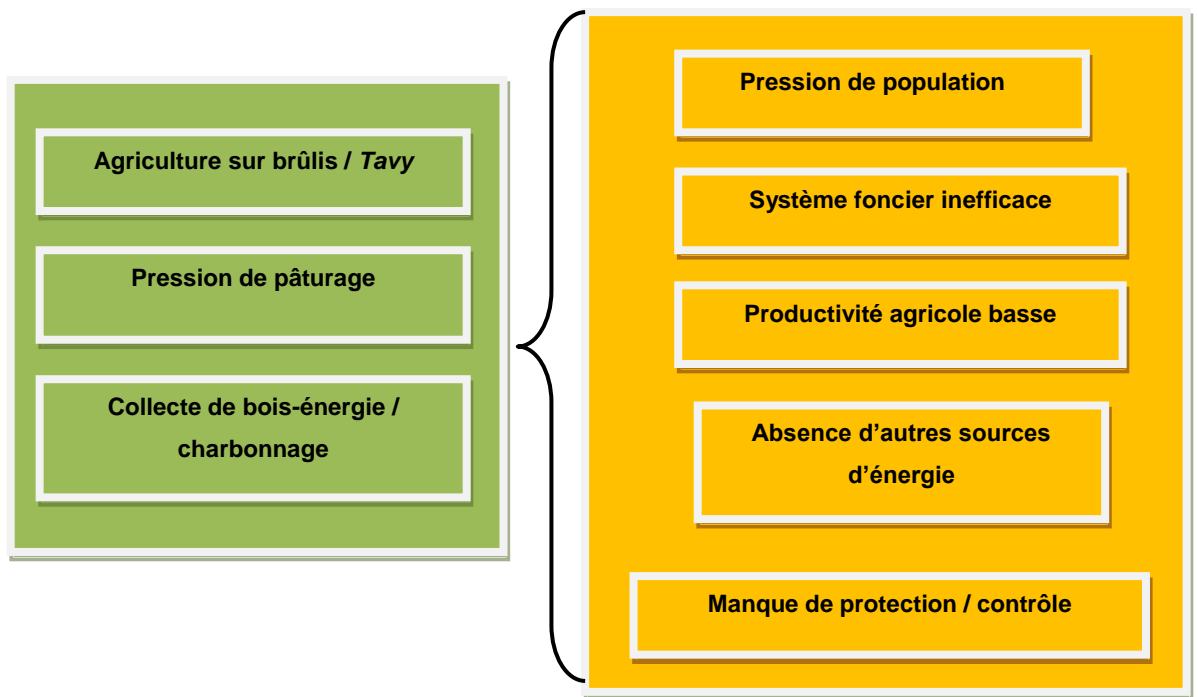 Agriculture sur brûlis / Tavy
Pression de pâturage
Collecte de bois-énergie /
charbonnage
Pression de population
Système foncier inefficace
Productivité agricole basse
Absence d’autres sources
d’énergie
Manque de protection / contrôle